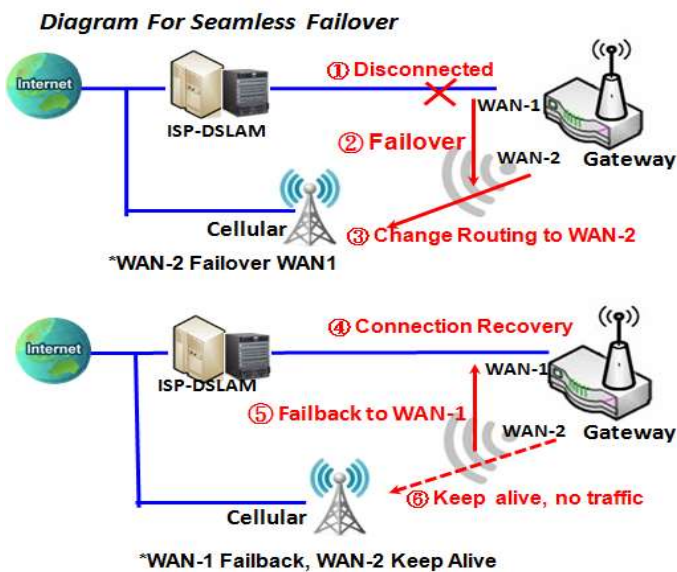 Diagram For Seamless Failover
Internet
① Disconnected
ISP-DSLAM
WAN-1
② Failover
WAN-2
Gateway
Cellular
③ Change Routing to WAN-2
*WAN-2 Failover WAN1
Internet
④ Connection Recovery
ISP-DSLAM
WAN-1
⑤ Failback to WAN-1
WAN-2
Gateway
⑥ Keep alive, no traffic
Cellular
*WAN-1 Failback, WAN-2 Keep Alive